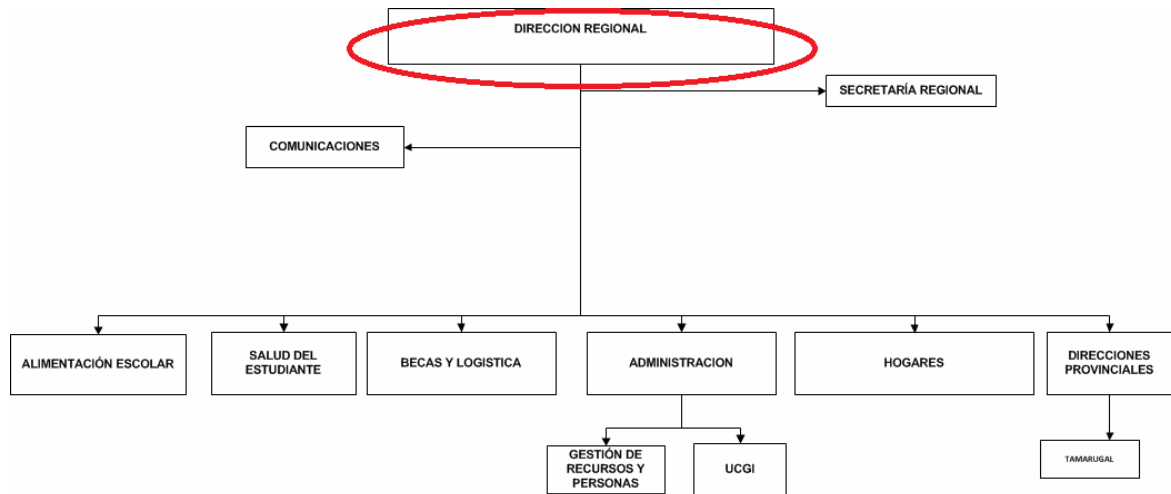 DIRECCION REGIONAL
SECRETARÍA REGIONAL
COMUNICACIONES
ALIMENTACIÓN ESCOLAR
SALUD DEL
ESTUDIANTE
BECAS Y LOGISTICA
ADMINISTRACION
HOGARES
DIRECCIONES
PROVINCIALES
GESTIÓN DE
RECURSOS Y
PERSONAS
UCGI
TAMARUGAL